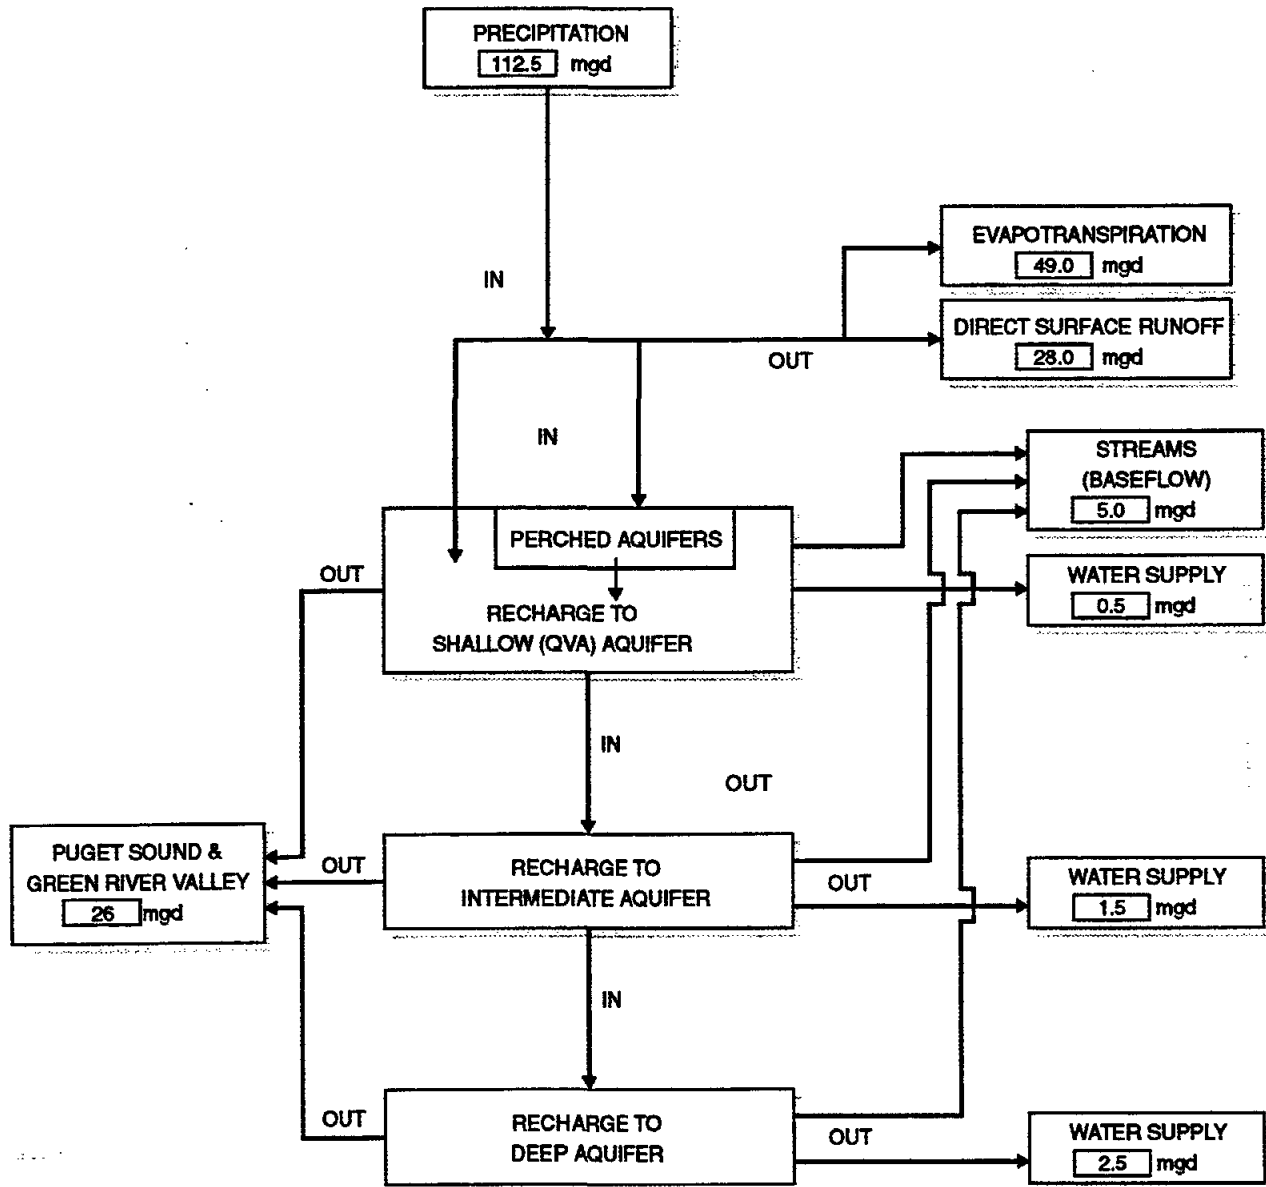 PRECIPITATION
112.5 mgd
IN
EVAPOTRANSPIRATION
49.0 mgd
DIRECT SURFACE RUNOFF
28.0 mgd
OUT
IN
STREAMS
(BASEFLOW)
5.0 mgd
PERCHED AQUIFERS
RECHARGE TO
SHALLOW (QVA) AQUIFER
OUT
WATER SUPPLY
0.5 mgd
IN
OUT
PUGET SOUND &
GREEN RIVER VALLEY
26 mgd
OUT
RECHARGE TO
INTERMEDIATE AQUIFER
OUT
WATER SUPPLY
1.5 mgd
IN
OUT
RECHARGE TO
DEEP AQUIFER
OUT
WATER SUPPLY
2.5 mgd